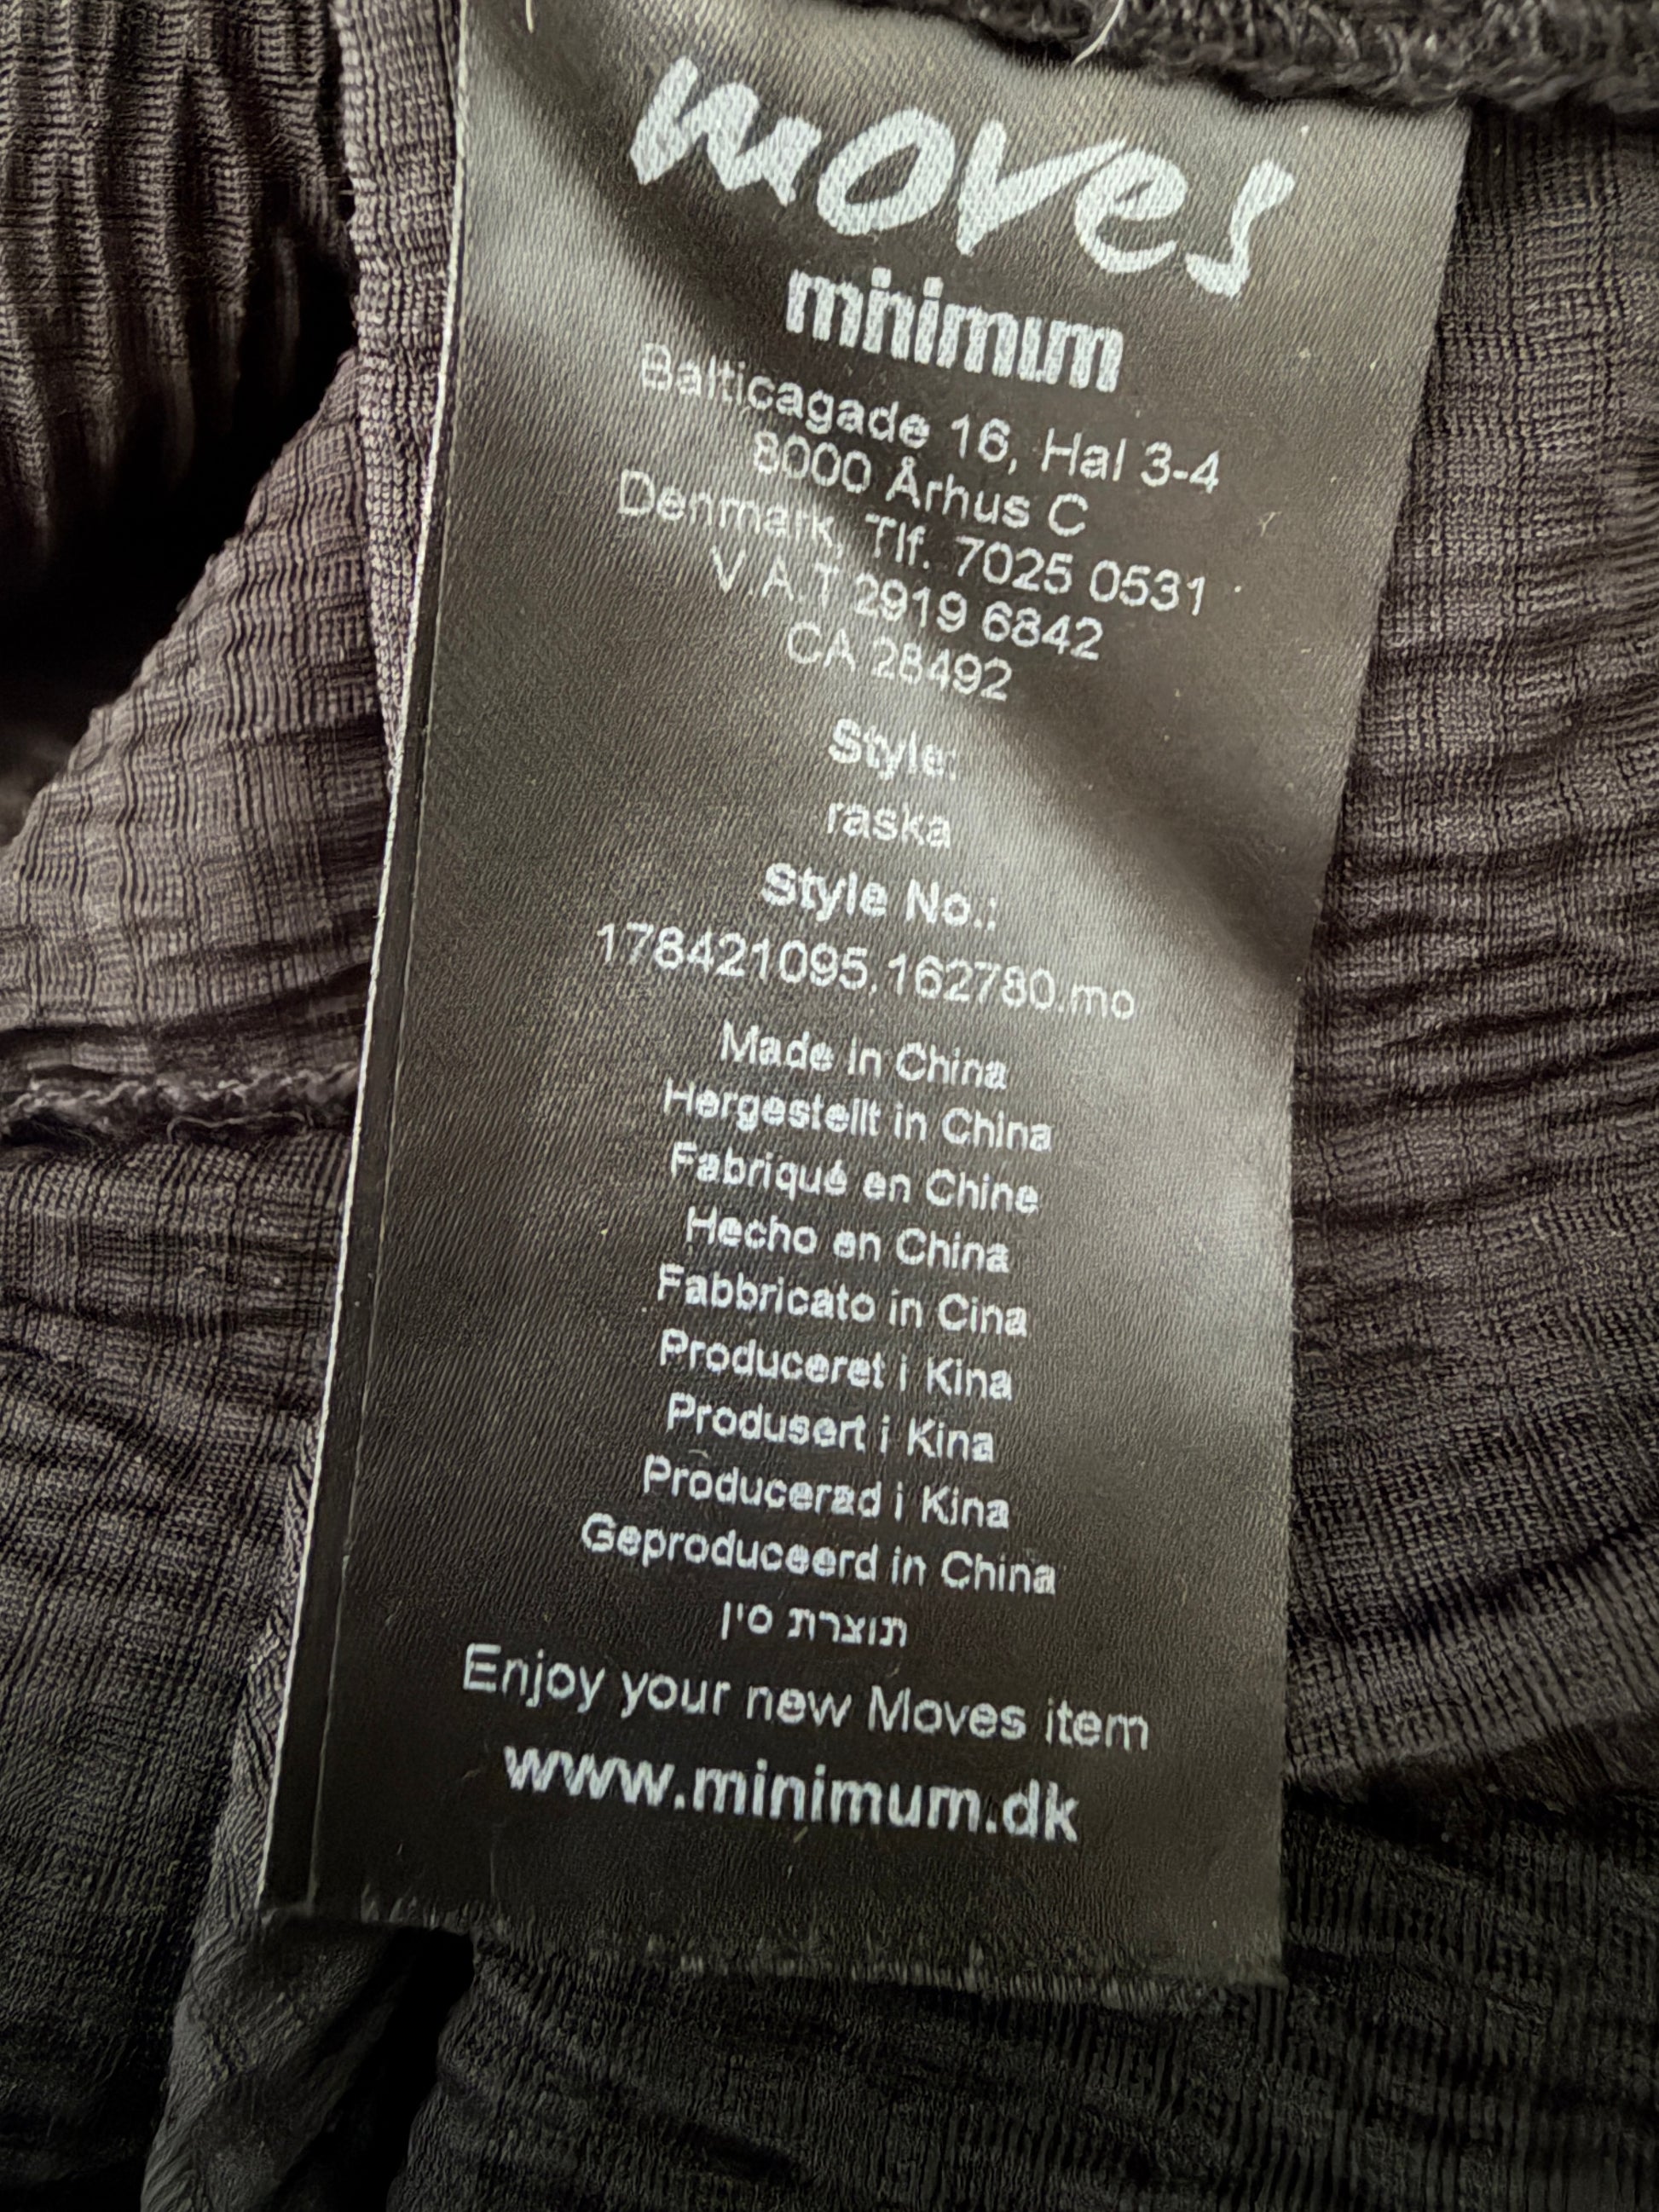 moves
minimum
Balticagade 16, Hal 3-4
8000 Århus C
Denmark, Tlf. 7025 0531
V.A.T 2919 6842
CA 28492
Style:
raska
Style No.:
178421095.162780.mo
Made in China
Hergestellt in China
Fabriqué en Chine
Hecho en China
Fabbricato in Cina
Produceret i Kina
Produsert i Kina
Producerad i Kina
Geproduceerd in China
תוצרת סין
Enjoy your new Moves item
www.minimum.dk